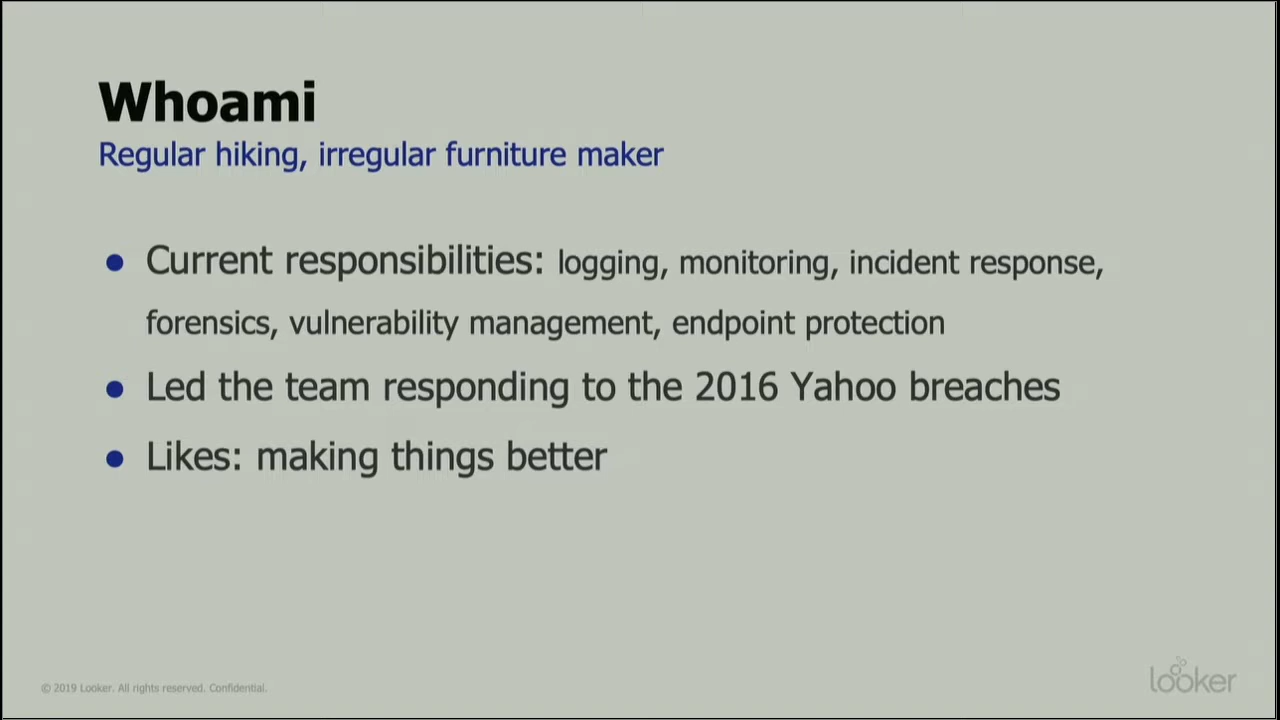 Whoami
Regular hiking, irregular furniture maker
● Current responsibilities: logging, monitoring, incident response,
forensics, vulnerability management, endpoint protection
● Led the team responding to the 2016 Yahoo breaches
● Likes: making things better
© 2019 Looker. All rights reserved. Confidential.
looker